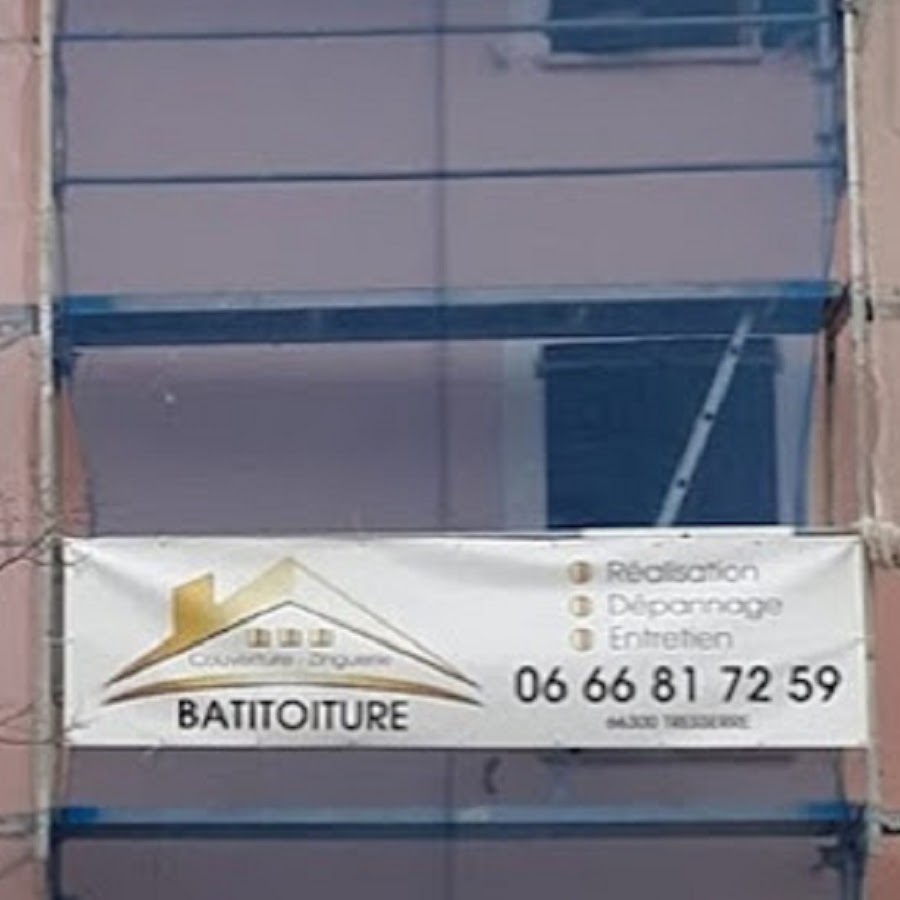 Couverture - Zinguerie
BATITOITURE
Réalisation
Dépannage
Entretien
06 66 81 72 59
66300 TRESSERRE